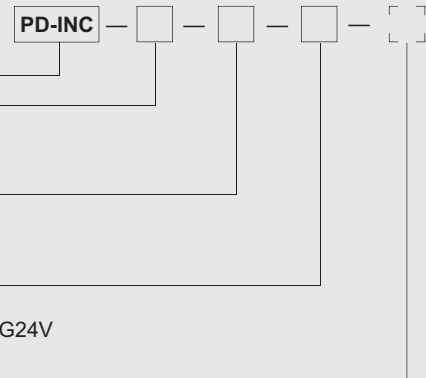 PD-INC — — —
G24V